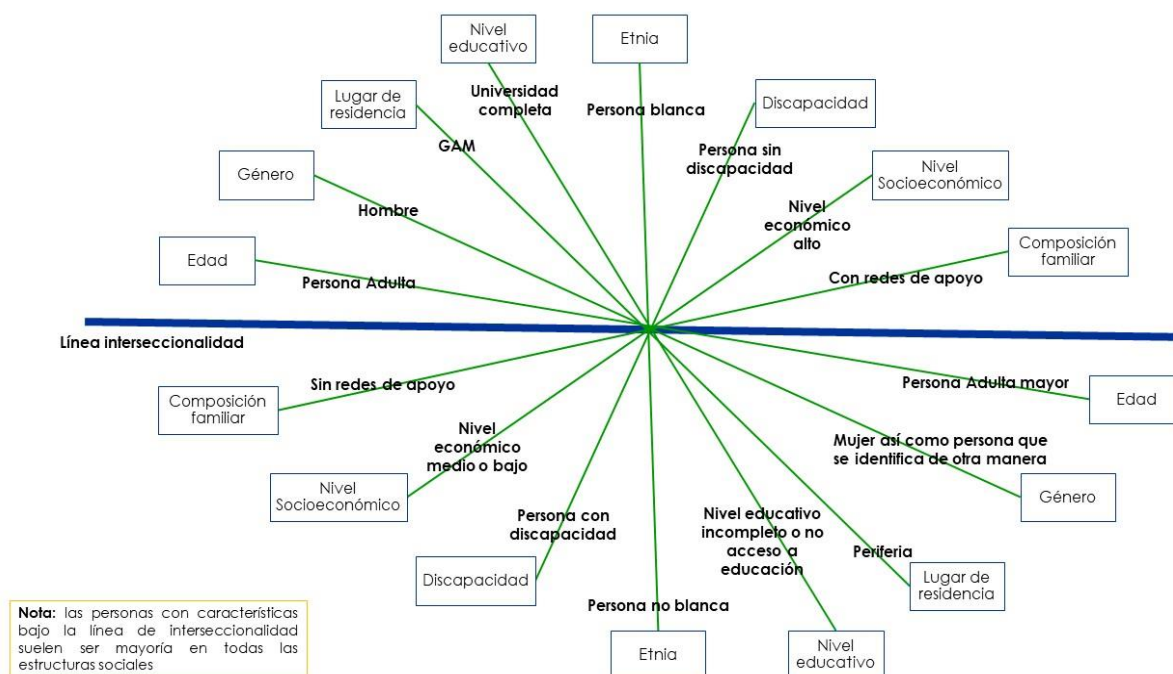 Nivel
educativo
Etnia
Universidad
completa
Persona blanca
Lugar de
residencia
Discapacidad
GAM
Persona sin
discapacidad
Género
Nivel
Socioeconómico
Hombre
Nivel
económico
alto
Edad
Composición
familiar
Persona Adulta
Con redes de apoyo
Línea interseccionalidad
Sin redes de apoyo
Persona Adulta mayor
Composición
familiar
Edad
Nivel
económico
medio o bajo
Mujer así como persona que
se identifica de otra manera
Nivel
Socioeconómico
Género
Persona con
discapacidad
Nivel educativo
incompleto o no
acceso a
educación
Periferia
Discapacidad
Lugar de
residencia
Persona no blanca
Etnia
Nivel
educativo
Nota: las personas con características
bajo la línea de interseccionalidad
suelen ser mayoría en todas las
estructuras sociales